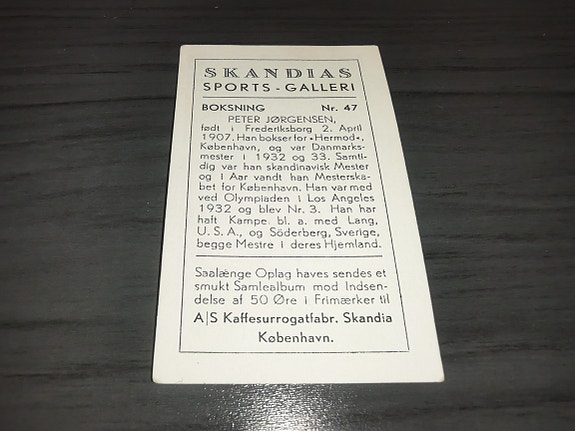 SKANDIAS
SPORTS - GALLERI
BOKSNING Nr. 47
PETER JØRGENSEN,
født i Frederiksborg 2. April
1907. Han bokser for »Hermod«,
København, og var Danmarks-
mester i 1932 og 33. Samti-
dig var han skandinavisk Mester
og i Aar vandt han Mesterska-
bet for København. Han var med
ved Olympiaden i Los Angeles
1932 og blev Nr. 3. Han har
haft Kampe bl. a. med Lang,
U. S. A., og Söderberg, Sverige,
begge Mestre i deres Hjemland.
Saalænge Oplag haves sendes et
smukt Samlealbum mod Indsen-
delse af 50 Øre i Frimærker til
A|S Kaffesurrogatfabr. Skandia
København.